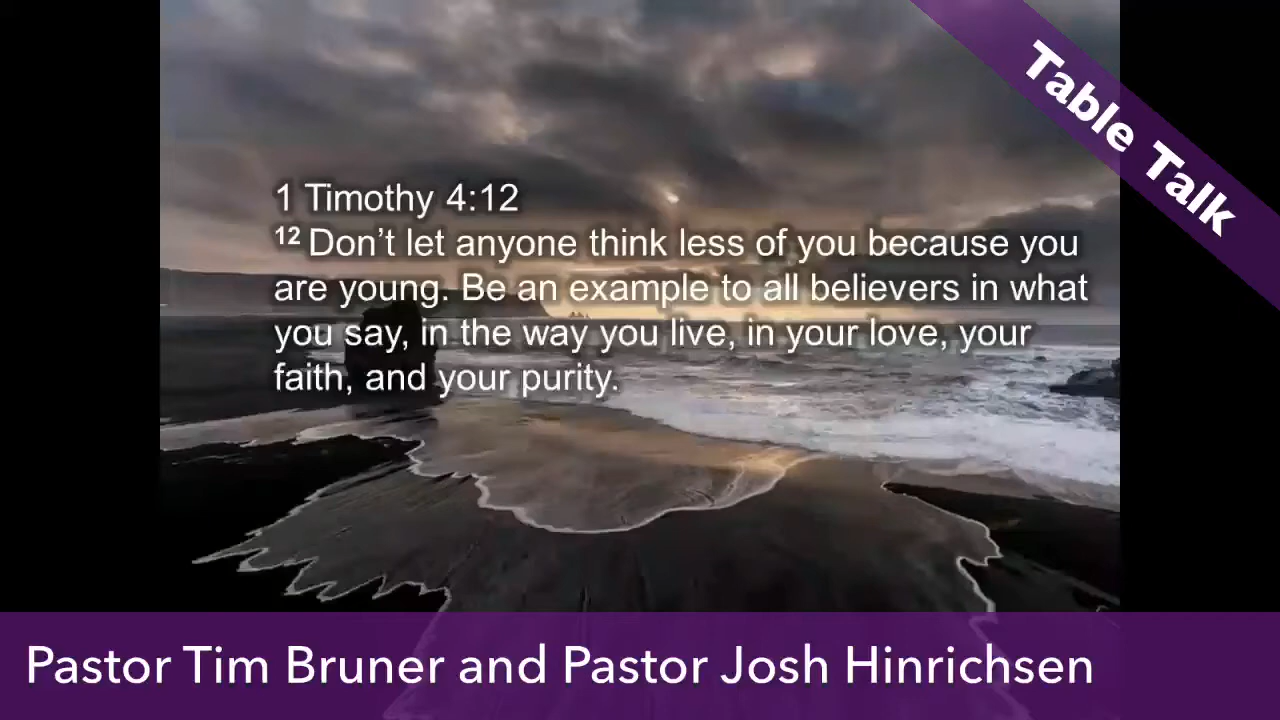 Table Talk
1 Timothy 4:12
12 Don’t let anyone think less of you because you
are young. Be an example to all believers in what
you say, in the way you live, in your love, your
faith, and your purity.
Pastor Tim Bruner and Pastor Josh Hinrichsen